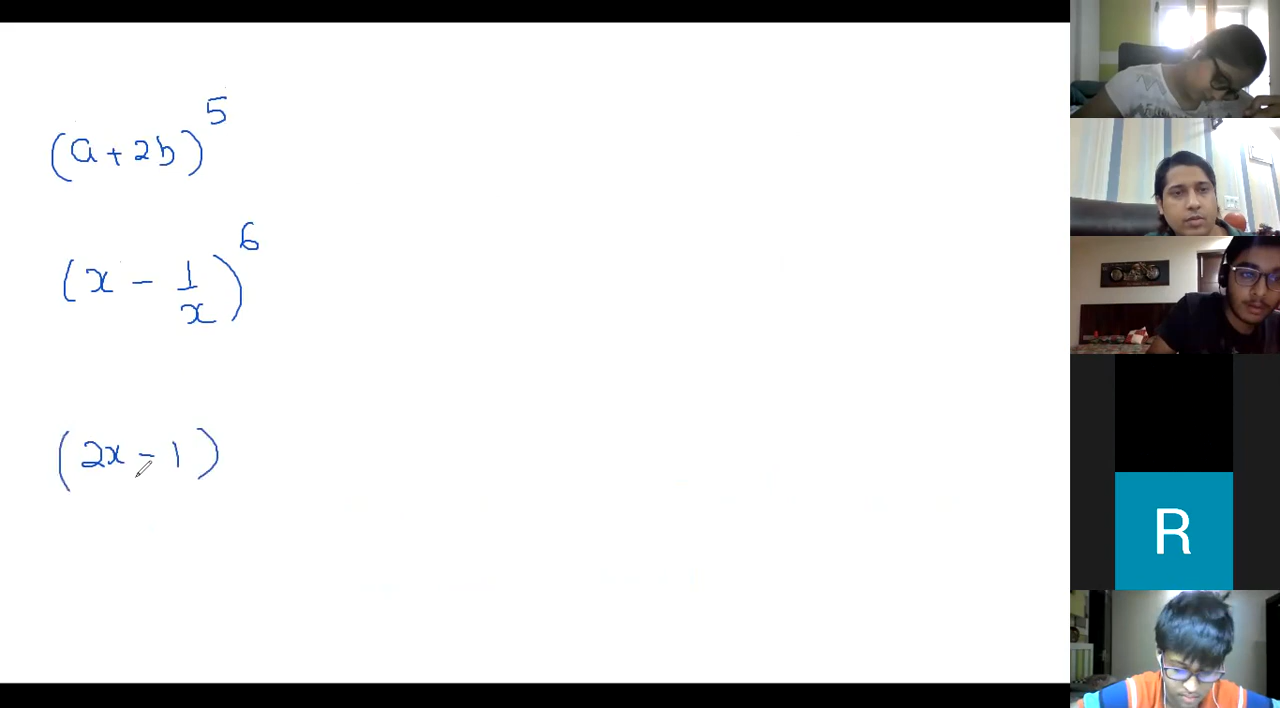 (a + 2b)^5
(x - 1/x)^6
(2x - 1)
R